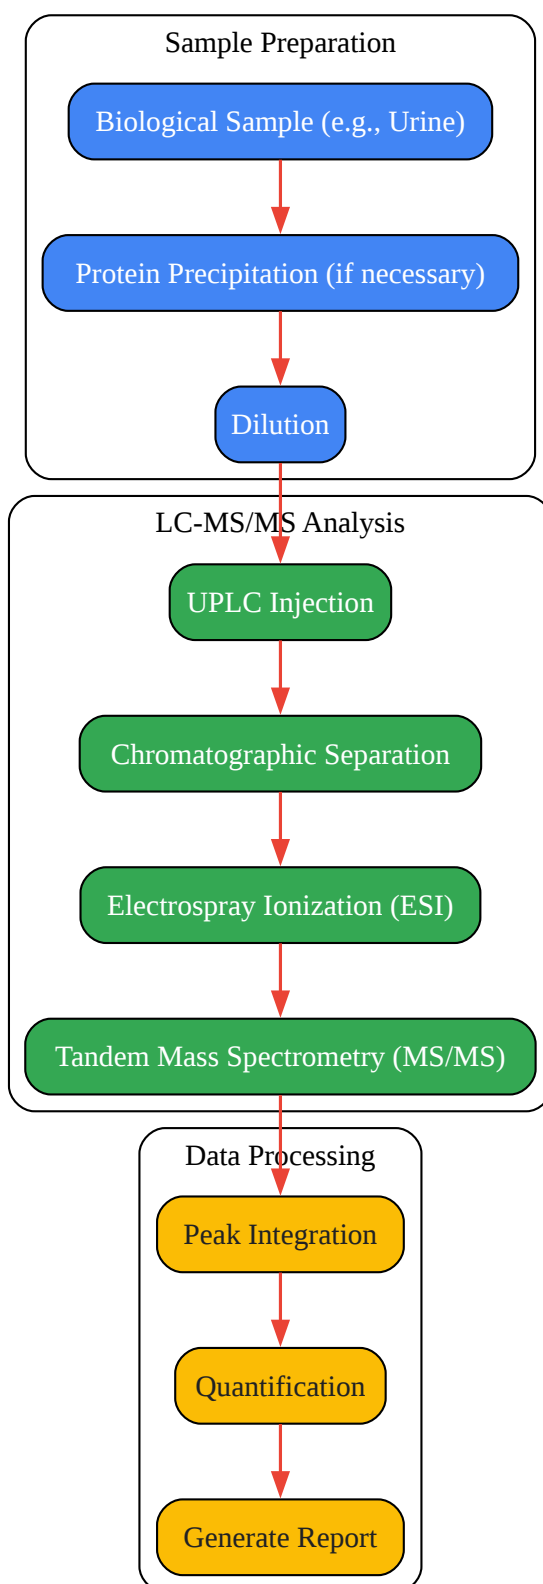 Sample Preparation
Biological Sample (e.g., Urine)
Protein Precipitation (if necessary)
Dilution
LC-MS/MS Analysis
UPLC Injection
Chromatographic Separation
Electrospray Ionization (ESI)
Tandem Mass Spectrometry (MS/MS)
Data Processing
Peak Integration
Quantification
Generate Report